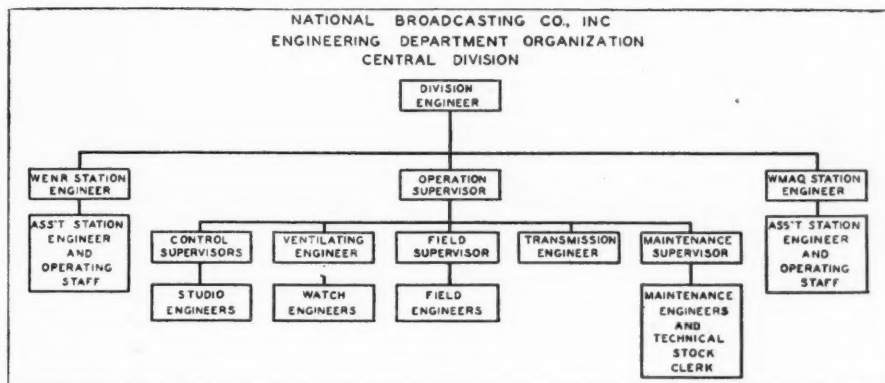 NATIONAL BROADCASTING CO., INC
ENGINEERING DEPARTMENT ORGANIZATION
CENTRAL DIVISION
DIVISION
ENGINEER
WENR STATION
ENGINEER
OPERATION
SUPERVISOR
WMAQ STATION
ENGINEER
ASS'T STATION
ENGINEER
AND
OPERATING
STAFF
CONTROL
SUPERVISORS
VENTILATING
ENGINEER
FIELD
SUPERVISOR
TRANSMISSION
ENGINEER
MAINTENANCE
SUPERVISOR
ASS'T STATION
ENGINEER
AND
OPERATING
STAFF
STUDIO
ENGINEERS
WATCH
ENGINEERS
FIELD
ENGINEERS
MAINTENANCE
ENGINEERS
AND
TECHNICAL
STOCK
CLERK